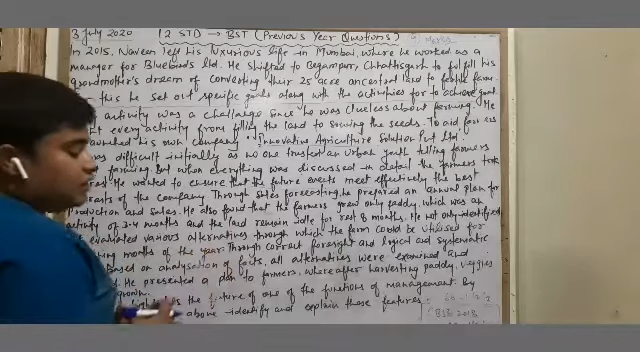 3 July 2020 12 STD → BST (Previous Year Questions)
In 2015, Naveen left his luxurious life in Mumbai, where he worked as a
manager for Bluebirds Ltd. He shifted to Begampur, Chhattisgarh to fulfill his
grandmother's dream of converting their 25 acre ancestral land to fertile farm.
this he set out specific goals along with the activities for to achieve goal.
activity was a challenge since he was clueless about farming. He
every activity from filling the land to sowing the seeds. To aid farmers
launched his own company 'Innovative Agriculture Solution Pvt Ltd'
was difficult initially as no one trusted an urban youth telling farmers
farming. But when everything was discussed in detail the farmers took
He wanted to ensure that the future events meet effectively the best
of the company Through sales forecasting, he prepared an annual plan for
production and sales. He also found that the farmers grew only paddy, which was an
activity of 3-4 months and the land remain idle for rest 8 months. He not only identified
evaluated various alternatives through which the farm could be utilised for
months of the year. Through correct foresight and logical and systematic
based on analysation of facts, all alternatives were examined and
He presented a plan to farmers, where after harvesting paddy, veggies
grown.
the future, of one of the functions of management. By
above identify and explain these features.
BSB 2018